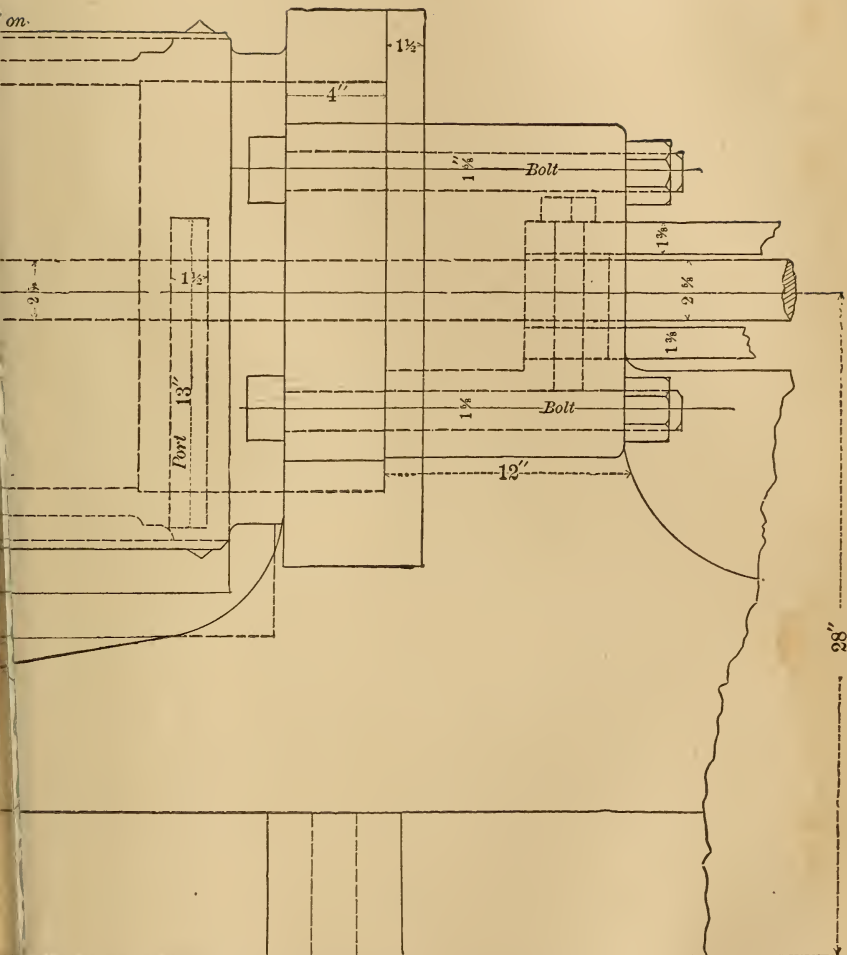 on.
1½
4"
1⅝"
Bolt
1⅜
1½
2⅝
1⅜
13"
Port
1⅝
Bolt
12"
28"